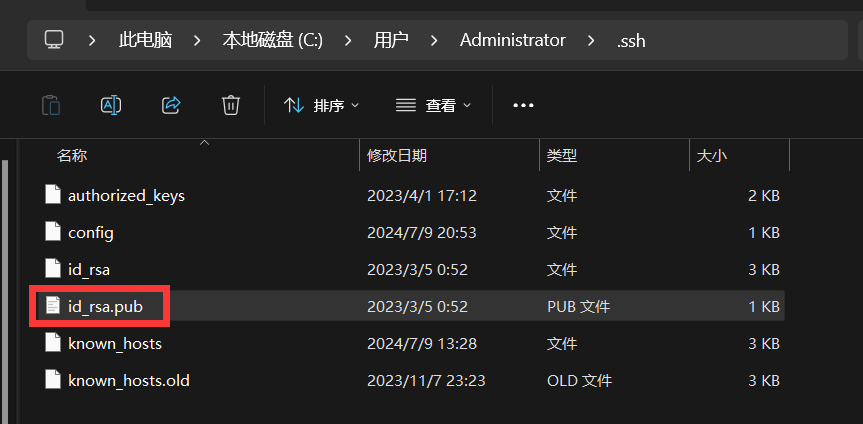 此电脑 > 本地磁盘 (C:) > 用户 > Administrator > .ssh
排序 查看 •••
名称 修改日期 类型 大小
authorized_keys 2023/4/1 17:12 文件 2 KB
config 2024/7/9 20:53 文件 1 KB
id_rsa 2023/3/5 0:52 文件 3 KB
id_rsa.pub 2023/3/5 0:52 PUB 文件 1 KB
known_hosts 2024/7/9 13:28 文件 3 KB
known_hosts.old 2023/11/7 23:23 OLD 文件 3 KB